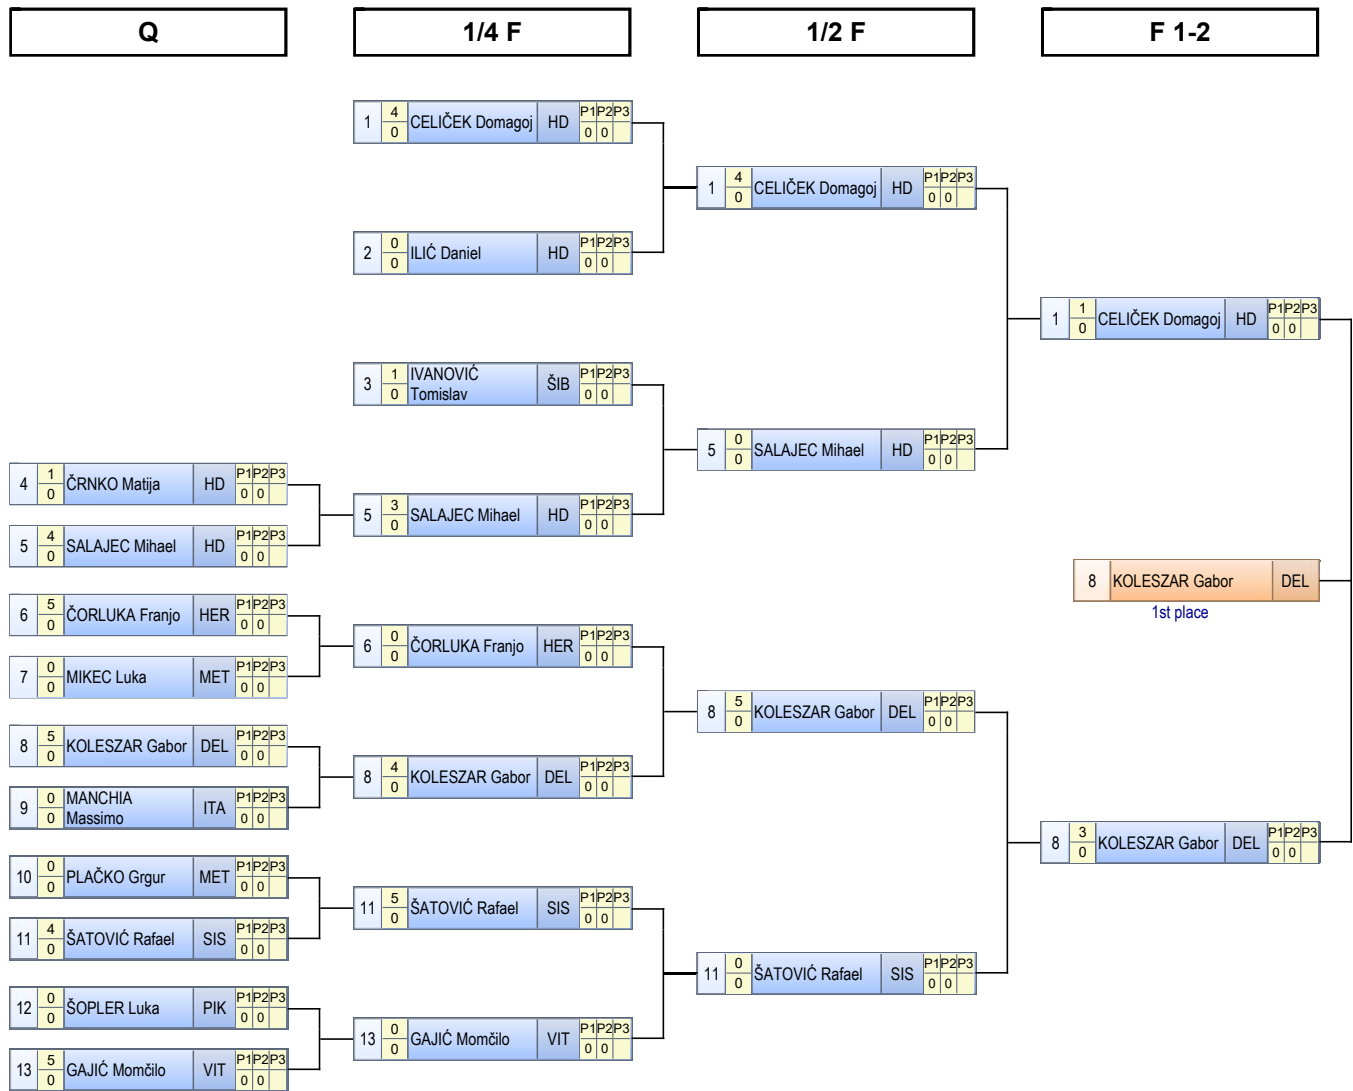 Q
1/4 F
1/2 F
F 1-2
1 4 CELIČEK Domagoj HD P1 P2 P3
0 0 0
2 0 ILIĆ Daniel HD P1 P2 P3
0 0 0
3 1 IVANOVIĆ ŠIB P1 P2 P3
0 Tomislav 0 0
4 1 ČRNKO Matija HD P1 P2 P3
0 0 0
5 4 SALAJEC Mihael HD P1 P2 P3
0 0 0
5 3 SALAJEC Mihael HD P1 P2 P3
0 0 0
6 5 ČORLUKA Franjo HER P1 P2 P3
0 0 0
7 0 MIKEC Luka MET P1 P2 P3
0 0 0
6 0 ČORLUKA Franjo HER P1 P2 P3
0 0 0
8 5 KOLESZAR Gabor DEL P1 P2 P3
0 0 0
9 0 MANCHIA ITA P1 P2 P3
0 Massimo 0 0
8 4 KOLESZAR Gabor DEL P1 P2 P3
0 0 0
10 0 PLAČKO Grgur MET P1 P2 P3
0 0 0
11 4 ŠATOVIĆ Rafael SIS P1 P2 P3
0 0 0
11 5 ŠATOVIĆ Rafael SIS P1 P2 P3
0 0 0
12 0 ŠOPLER Luka PIK P1 P2 P3
0 0 0
13 5 GAJIĆ Momčilo VIT P1 P2 P3
0 0 0
13 0 GAJIĆ Momčilo VIT P1 P2 P3
0 0 0
1 4 CELIČEK Domagoj HD P1 P2 P3
0 0 0
5 0 SALAJEC Mihael HD P1 P2 P3
0 0 0
8 5 KOLESZAR Gabor DEL P1 P2 P3
0 0 0
11 0 ŠATOVIĆ Rafael SIS P1 P2 P3
0 0 0
1 1 CELIČEK Domagoj HD P1 P2 P3
0 0 0
8 KOLESZAR Gabor DEL
1st place
8 3 KOLESZAR Gabor DEL P1 P2 P3
0 0 0